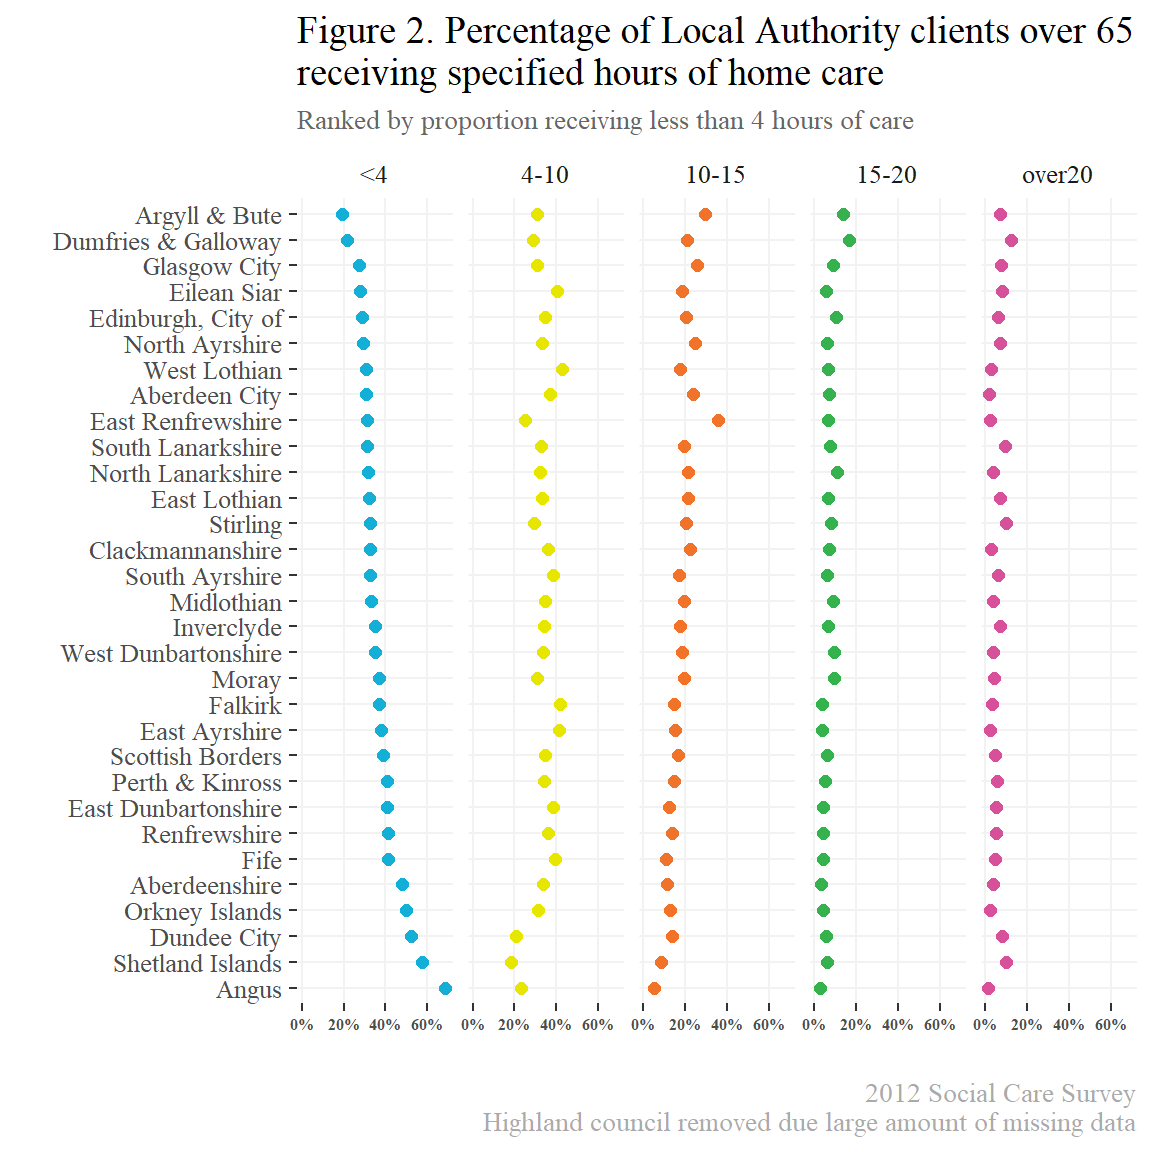 Figure 2. Percentage of Local Authority clients over 65
receiving specified hours of home care
Ranked by proportion receiving less than 4 hours of care
<4 4-10 10-15 15-20 over20
Argyll & Bute
Dumfries & Galloway
Glasgow City
Eilean Siar
Edinburgh, City of
North Ayrshire
West Lothian
Aberdeen City
East Renfrewshire
South Lanarkshire
North Lanarkshire
East Lothian
Stirling
Clackmannanshire
South Ayrshire
Midlothian
Inverclyde
West Dunbartonshire
Moray
Falkirk
East Ayrshire
Scottish Borders
Perth & Kinross
East Dunbartonshire
Renfrewshire
Fife
Aberdeenshire
Orkney Islands
Dundee City
Shetland Islands
Angus
0% 20% 40% 60% 0% 20% 40% 60% 0% 20% 40% 60% 0% 20% 40% 60% 0% 20% 40% 60%
2012 Social Care Survey
Highland council removed due large amount of missing data